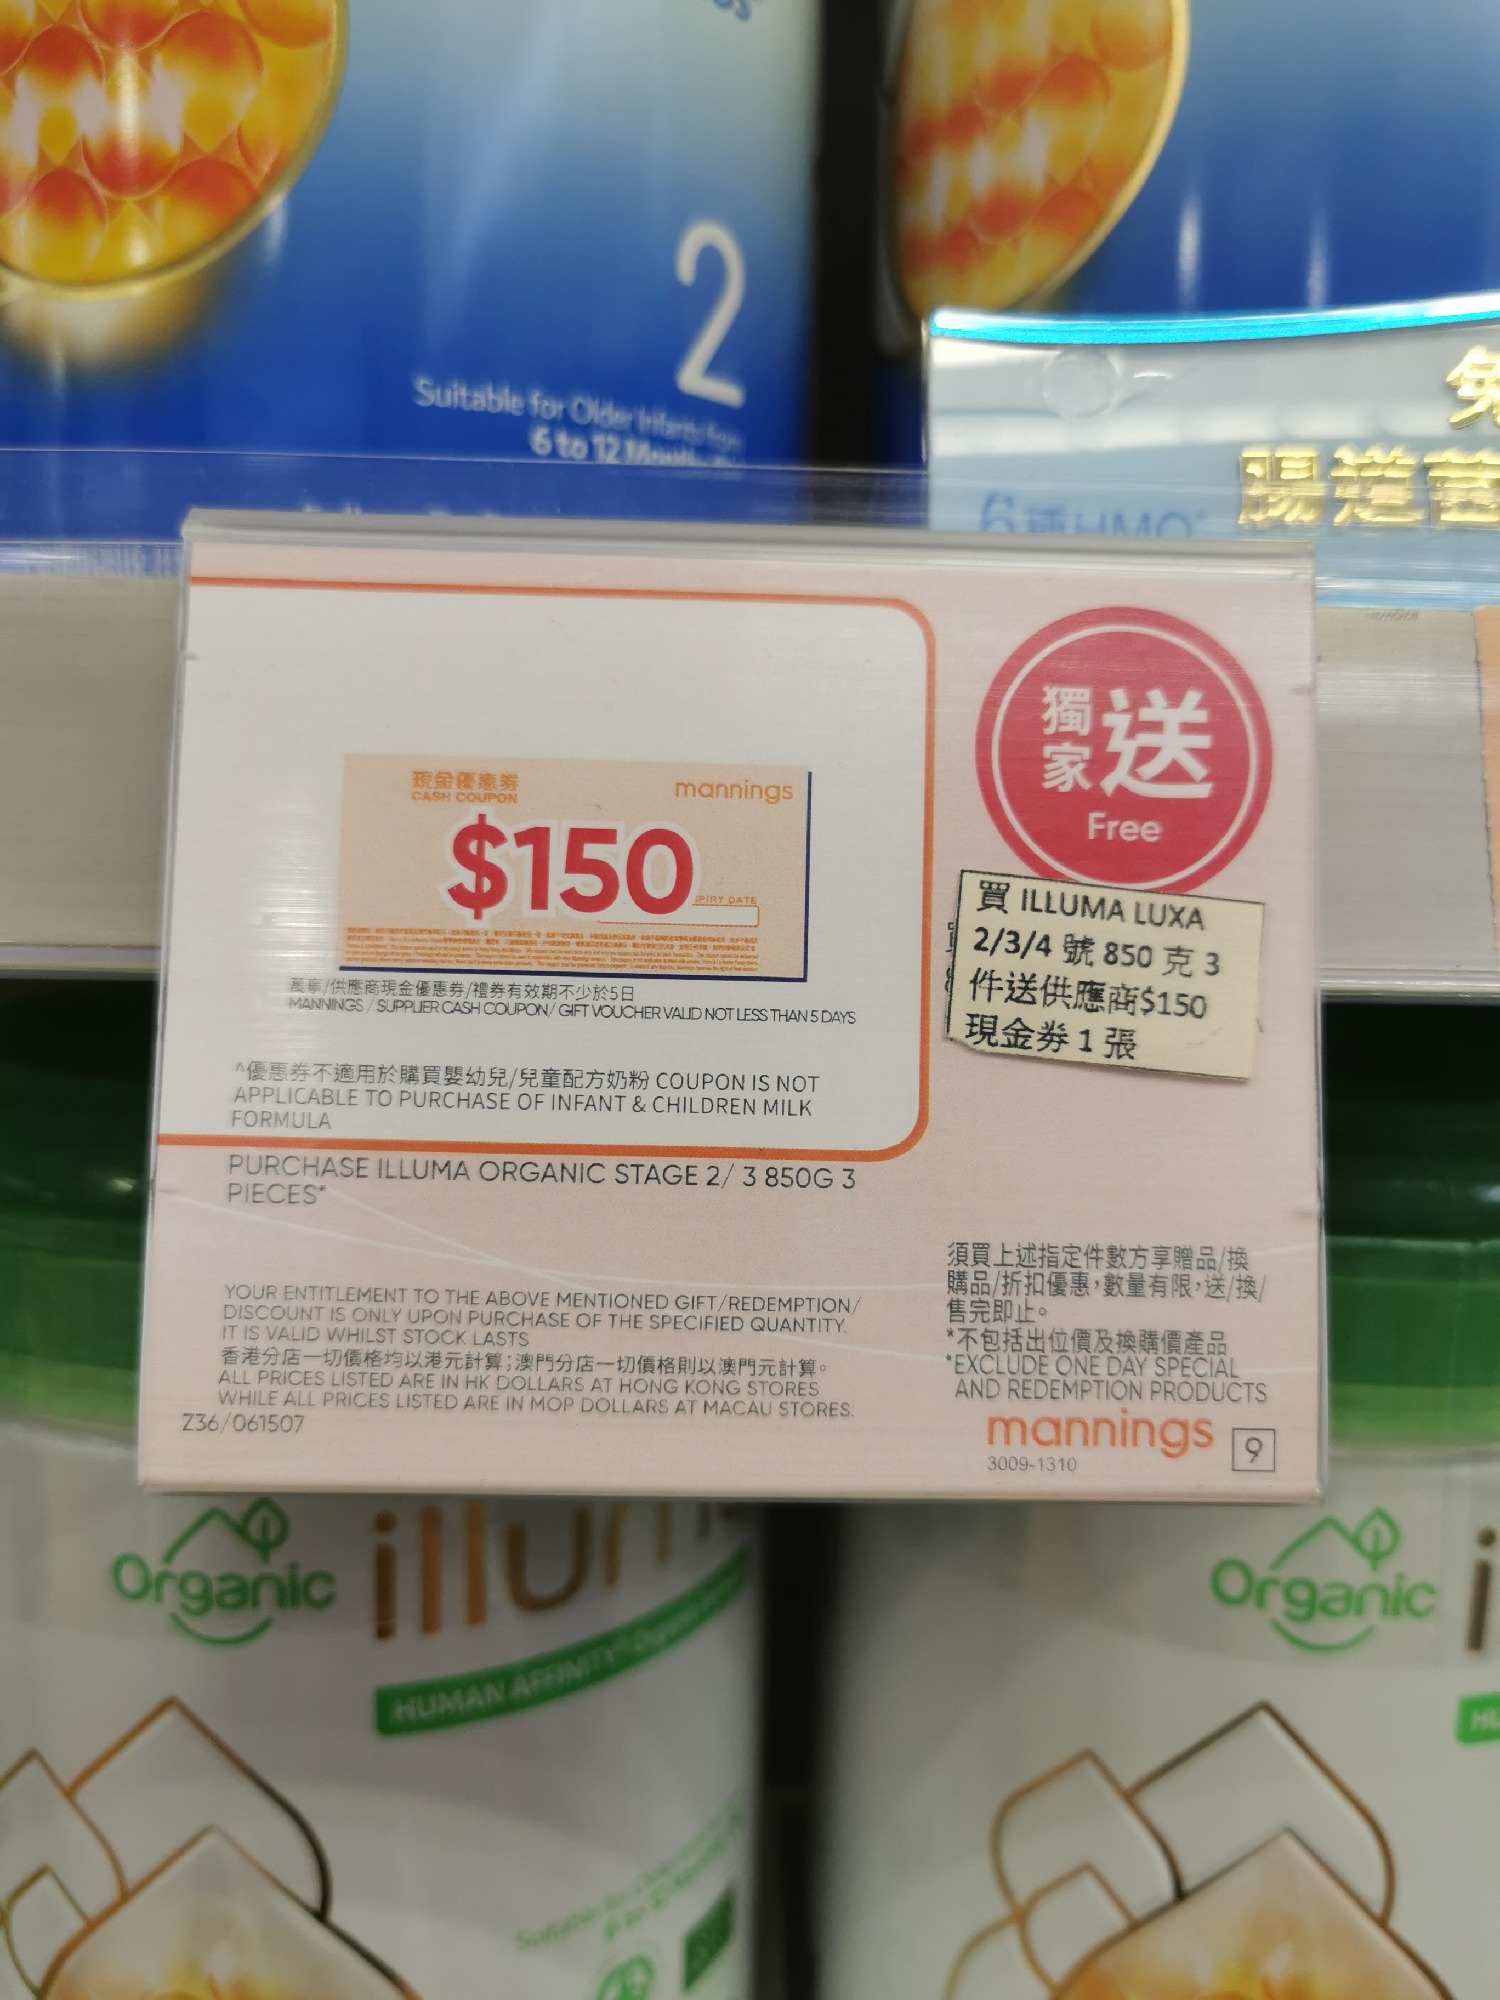 2
Suitable for Older Infants from
6 to 12 Months
腸道菌
6種HMO
獨家送
Free
現金優惠券
CASH COUPON
mannings
$150
PIRY DATE
買 ILLUMA LUXA
2/3/4 號 850 克 3
件送供應商$150
現金券 1 張
萬寧/供應商現金優惠券/禮券有效期不少於5日
MANNINGS / SUPPLIER CASH COUPON/ GIFT VOUCHER VALID NOT LESS THAN 5 DAYS
^優惠券不適用於購買嬰幼兒/兒童配方奶粉 COUPON IS NOT
APPLICABLE TO PURCHASE OF INFANT & CHILDREN MILK
FORMULA
PURCHASE ILLUMA ORGANIC STAGE 2/ 3 850G 3
PIECES*
YOUR ENTITLEMENT TO THE ABOVE MENTIONED GIFT/REDEMPTION/
DISCOUNT IS ONLY UPON PURCHASE OF THE SPECIFIED QUANTITY.
IT IS VALID WHILST STOCK LASTS
香港分店一切價格均以港元計算;澳門分店一切價格則以澳門元計算。
ALL PRICES LISTED ARE IN HK DOLLARS AT HONG KONG STORES
WHILE ALL PRICES LISTED ARE IN MOP DOLLARS AT MACAU STORES.
Z36/061507
須買上述指定件數方享贈品/換
購品/折扣優惠,數量有限,送/換/
售完即止。
*不包括出位價及換購價產品
*EXCLUDE ONE DAY SPECIAL
AND REDEMPTION PRODUCTS
mannings
3009-1310
9
Organic
illum
HUMAN AFFINITY
Organic
i
HU